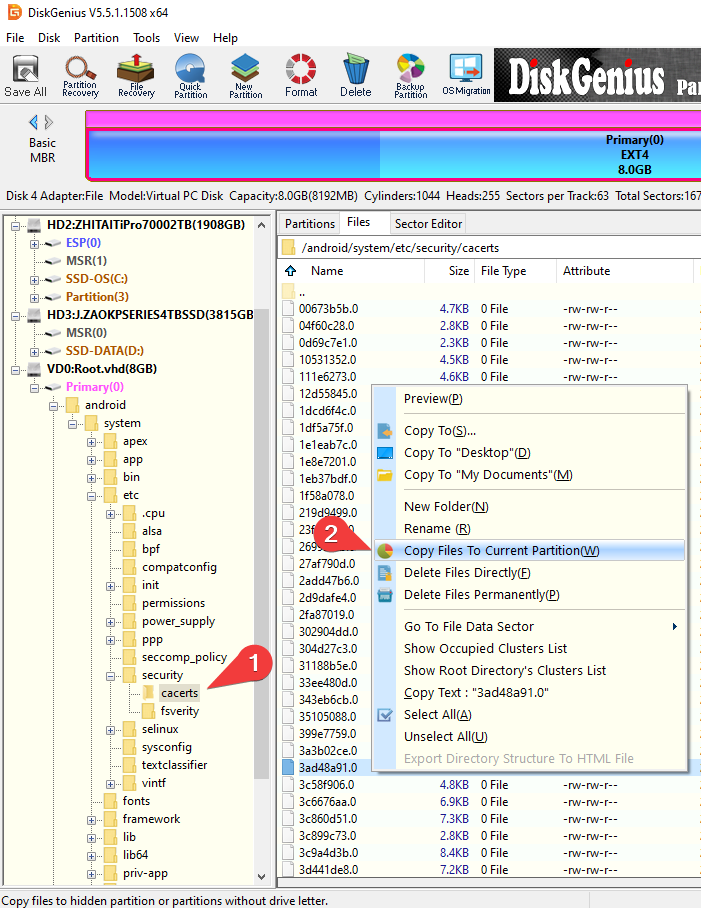 DiskGenius V5.5.1.1508 x64
File Disk Partition Tools View Help
Save All Partition Recovery File Recovery Quick Partition New Partition Format Delete Backup Partition OS Migration DiskGenius Par
Basic
MBR
Primary(0)
EXT4
8.0GB
Disk 4 Adapter:File Model:Virtual PC Disk Capacity:8.0GB(8192MB) Cylinders:1044 Heads:255 Sectors per Track:63 Total Sectors:167
HD2:ZHITAITiPro70002TB(1908GB)
ESP(0)
MSR(1)
SSD-OS(C:)
Partition(3)
HD3:J.ZAOKPSERIES4TBSSD(3815GB
MSR(0)
SSD-DATA(D:)
VD0:Root.vhd(8GB)
Primary(0)
android
system
apex
app
bin
etc
.cpu
alsa
bpf
compatconfig
init
permissions
power_supply
ppp
seccomp_policy
security
cacerts
fsverity
selinux
sysconfig
textclassifier
vintf
fonts
framework
lib
lib64
priv-app
1
Partitions Files Sector Editor
/android/system/etc/security/cacerts
Name Size File Type Attribute
..
00673b5b.0 4.7KB 0 File -rw-rw-r--
04f60c28.0 2.8KB 0 File -rw-rw-r--
0d69c7e1.0 2.3KB 0 File -rw-rw-r--
10531352.0 4.5KB 0 File -rw-rw-r--
111e6273.0 4.6KB 0 File -rw-rw-r--
12d55845.0
1dcd6f4c.0
1df5a75f.0
1e1eab7c.0
1e8e7201.0
1eb37bdf.0
1f58a078.0
219d9499.0
27af790d.0
2add47b6.0
2d9dafe4.0
2fa87019.0
302904dd.0
304d27c3.0
31188b5e.0
33ee480d.0
343eb6cb.0
35105088.0
399e7759.0
3a3b02ce.0
3ad48a91.0
3c58f906.0 4.8KB 0 File -rw-rw-r--
3c6676aa.0 6.9KB 0 File -rw-rw-r--
3c860d51.0 7.3KB 0 File -rw-rw-r--
3c899c73.0 2.8KB 0 File -rw-rw-r--
3c9a4d3b.0 8.4KB 0 File -rw-rw-r--
3d441de8.0 7.2KB 0 File -rw-rw-r--
2
Preview(P)
Copy To(S)...
Copy To "Desktop"(D)
Copy To "My Documents"(M)
New Folder(N)
Rename (R)
Copy Files To Current Partition(W)
Delete Files Directly(F)
Delete Files Permanently(P)
Go To File Data Sector
Show Occupied Clusters List
Show Root Directory's Clusters List
Copy Text : "3ad48a91.0"
Select All(A)
Unselect All(U)
Export Directory Structure To HTML File
Copy files to hidden partition or partitions without drive letter.